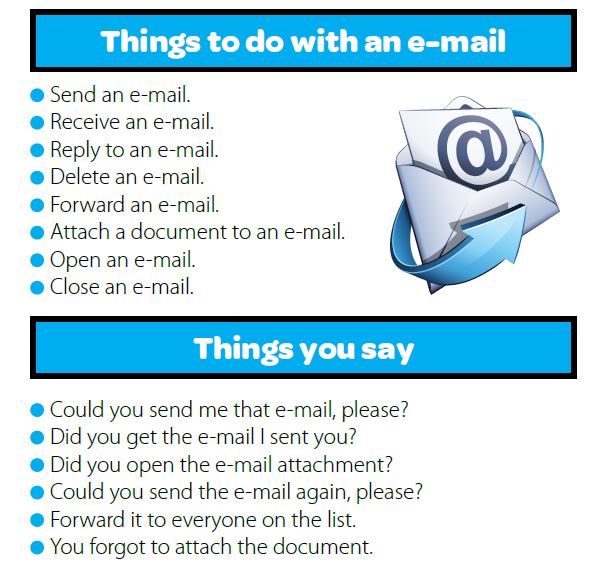 Things to do with an e-mail
Send an e-mail.
Receive an e-mail.
Reply to an e-mail.
Delete an e-mail.
Forward an e-mail.
Attach a document to an e-mail.
Open an e-mail.
Close an e-mail.
@
Things you say
Could you send me that e-mail, please?
Did you get the e-mail I sent you?
Did you open the e-mail attachment?
Could you send the e-mail again, please?
Forward it to everyone on the list.
You forgot to attach the document.